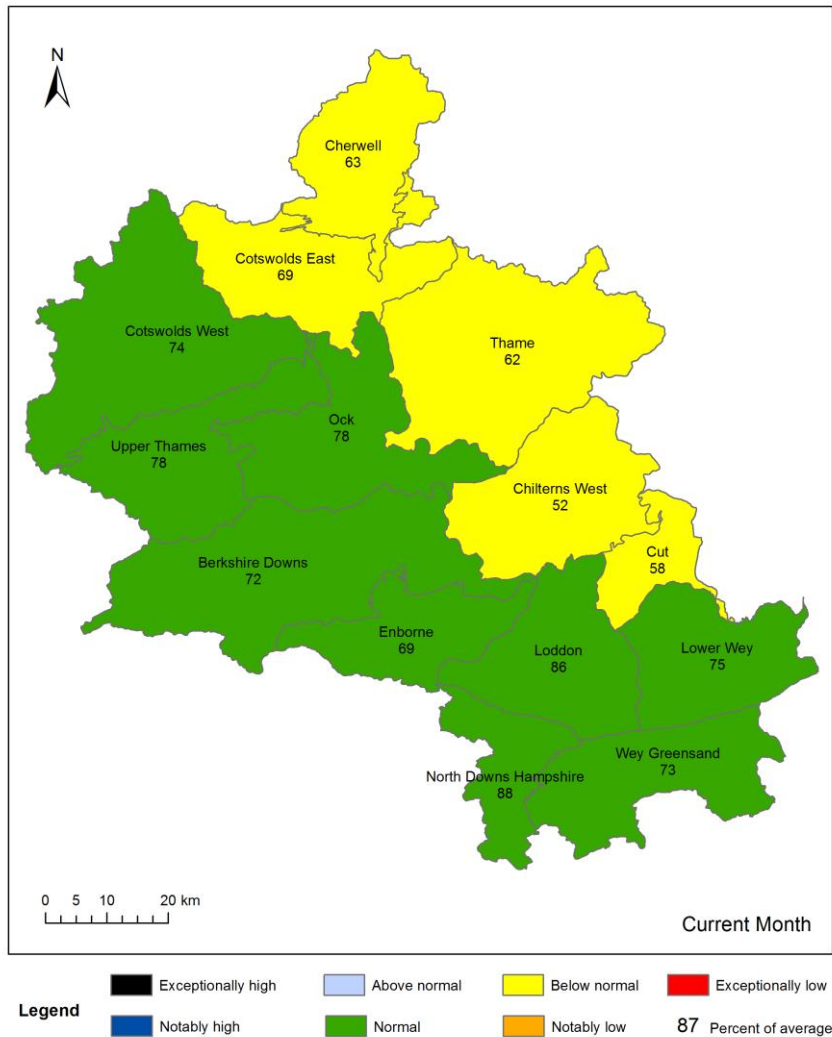 N
Cherwell
63
Cotswolds East
69
Cotswolds West
74
Thame
62
Ock
78
Upper Thames
78
Chilterns West
52
Cut
58
Berkshire Downs
72
Enborne
69
Loddon
86
Lower Wey
75
Wey Greensand
73
North Downs Hampshire
88
0 5 10 20 km
Current Month
Legend
Exceptionally high
Above normal
Below normal
Exceptionally low
Notably high
Normal
Notably low
87 Percent of average